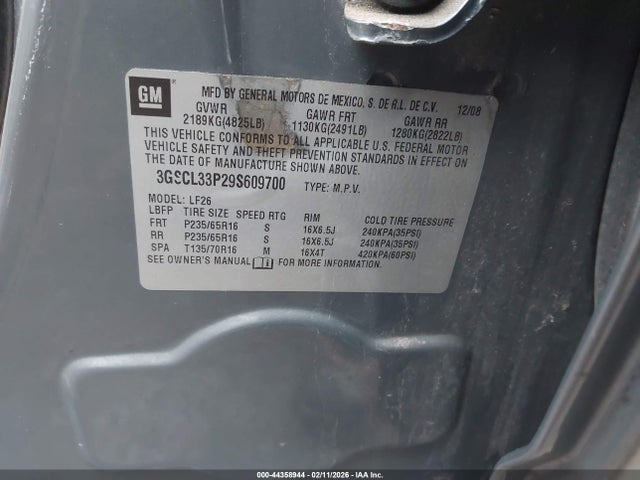 GM
MFD BY GENERAL MOTORS DE MEXICO, S. DE R.L. DE C.V. 12/08
GVWR GAWR FRT GAWR RR
2189KG(4825LB) 1130KG(2491LB) 1280KG(2822LB)
THIS VEHICLE CONFORMS TO ALL APPLICABLE U.S. FEDERAL MOTOR
VEHICLE SAFETY AND THEFT PREVENTION STANDARDS IN EFFECT ON
THE DATE OF MANUFACTURE SHOWN ABOVE.
3GSCL33P29S609700 TYPE: M.P.V.
MODEL: LF26
LBFP TIRE SIZE SPEED RTG RIM COLD TIRE PRESSURE
FRT P235/65R16 S 16X6.5J 240KPA(35PSI)
RR P235/65R16 S 16X6.5J 240KPA(35PSI)
SPA T135/70R16 M 16X4T 420KPA(60PSI)
SEE OWNER'S MANUAL FOR MORE INFORMATION.
000-44358944 - 02/11/2026 - COPYRIGHT IAA, LLC.